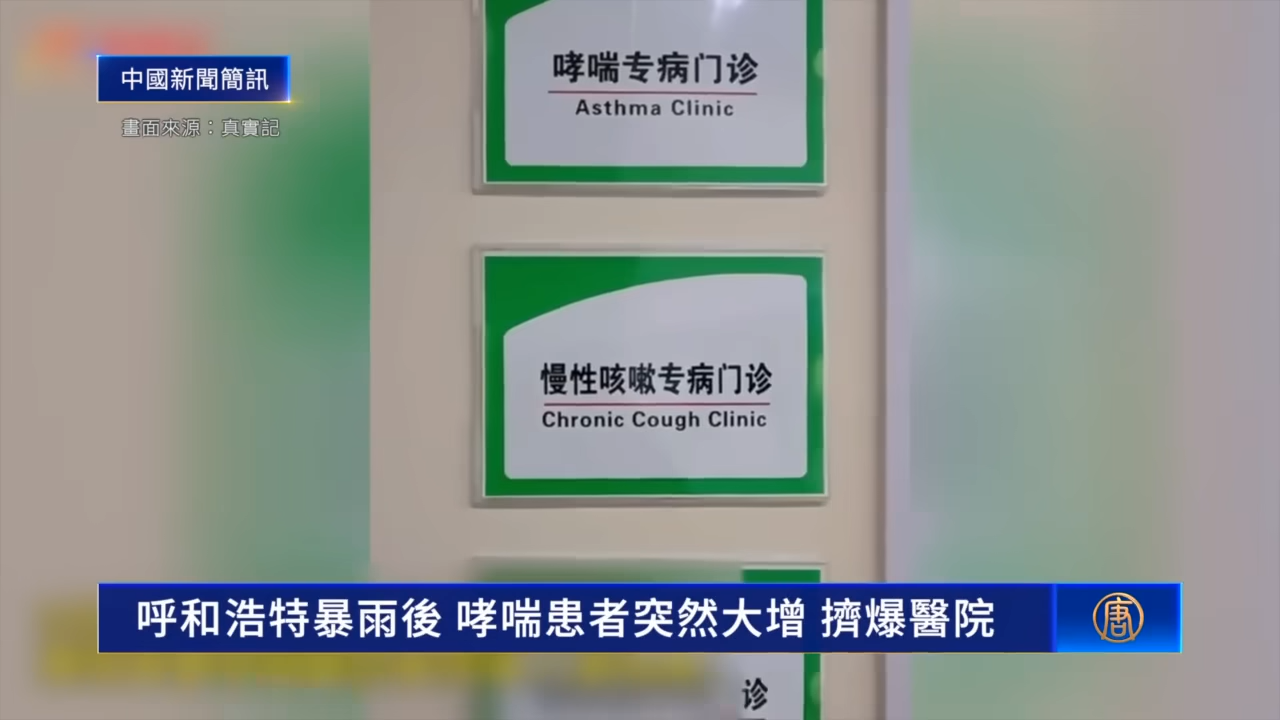 中國新聞簡訊
畫面來源：真實記
哮喘专病门诊
Asthma Clinic
慢性咳嗽专病门诊
Chronic Cough Clinic
呼和浩特暴雨後 哮喘患者突然大增 擠爆醫院
唐
诊